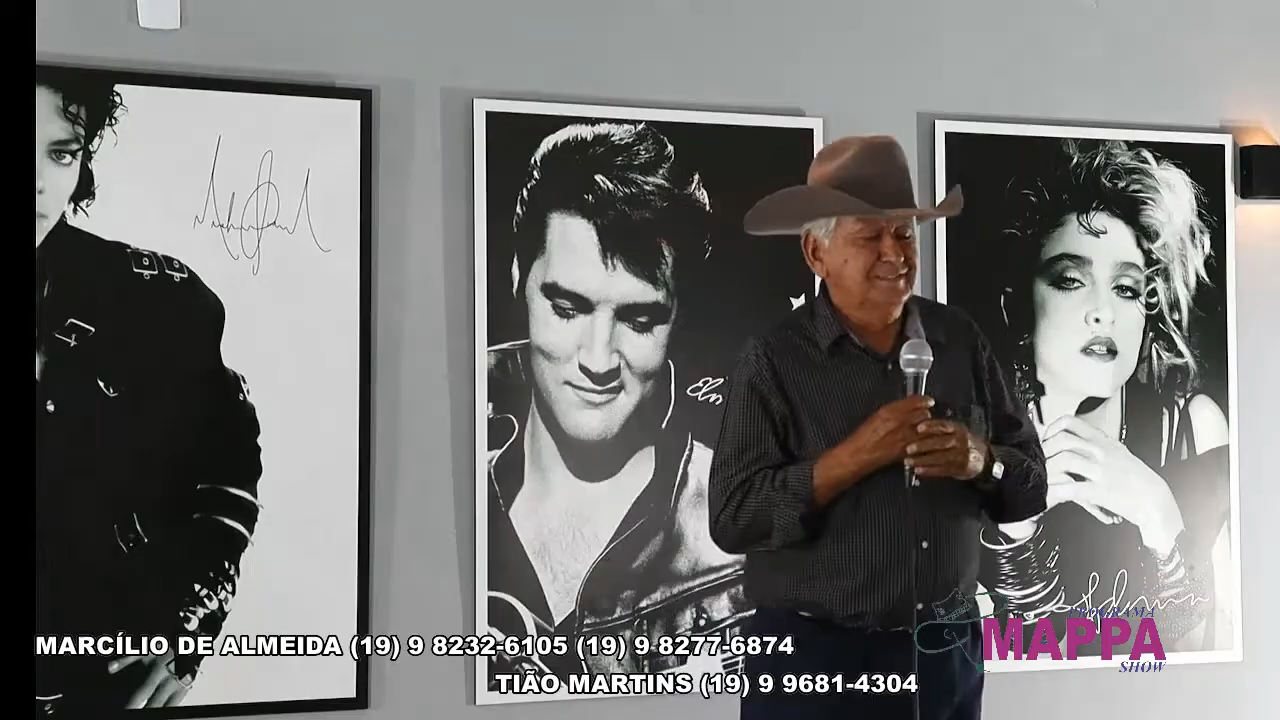 Elvis
MARCÍLIO DE ALMEIDA (19) 9 8232-6105 (19) 9 8277-6874
TIÃO MARTINS (19) 9 9681-4304
PROGRAMA
MAPPA
SHOW